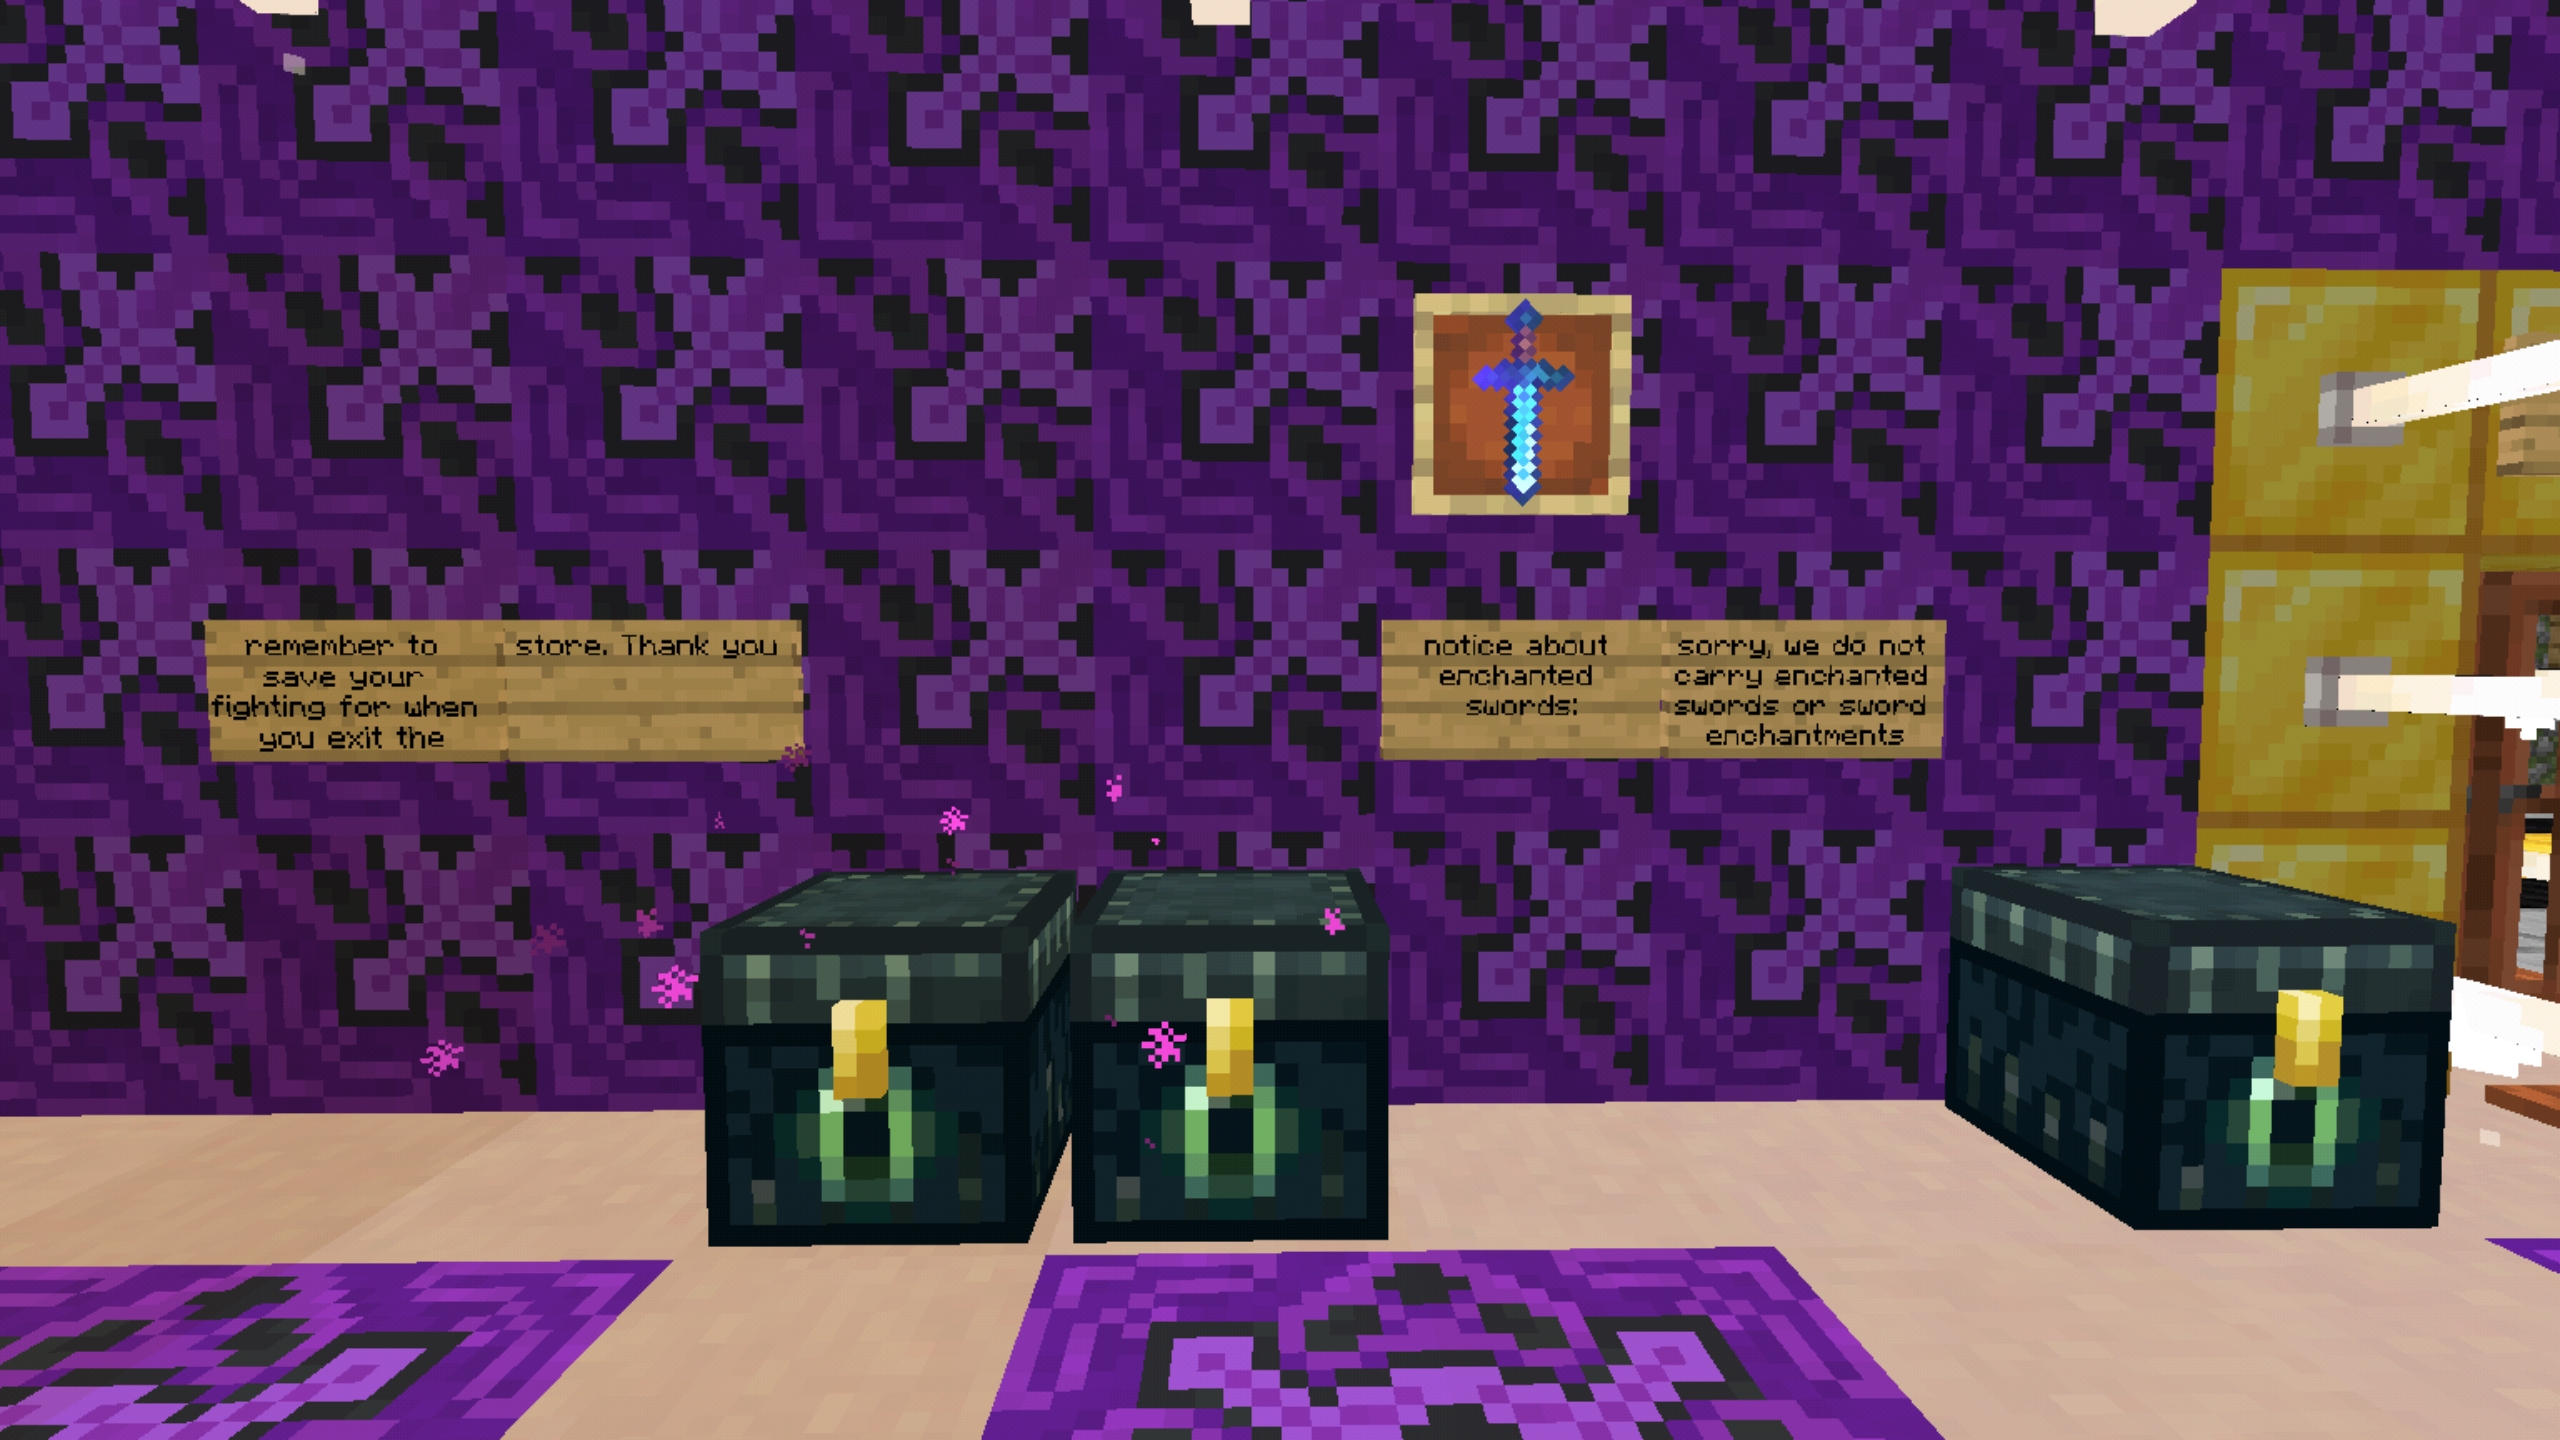 remember to
save your
fighting for when
you exit the
store. Thank you
notice about
enchanted
swords:
sorry, we do not
carry enchanted
swords or sword
enchantments